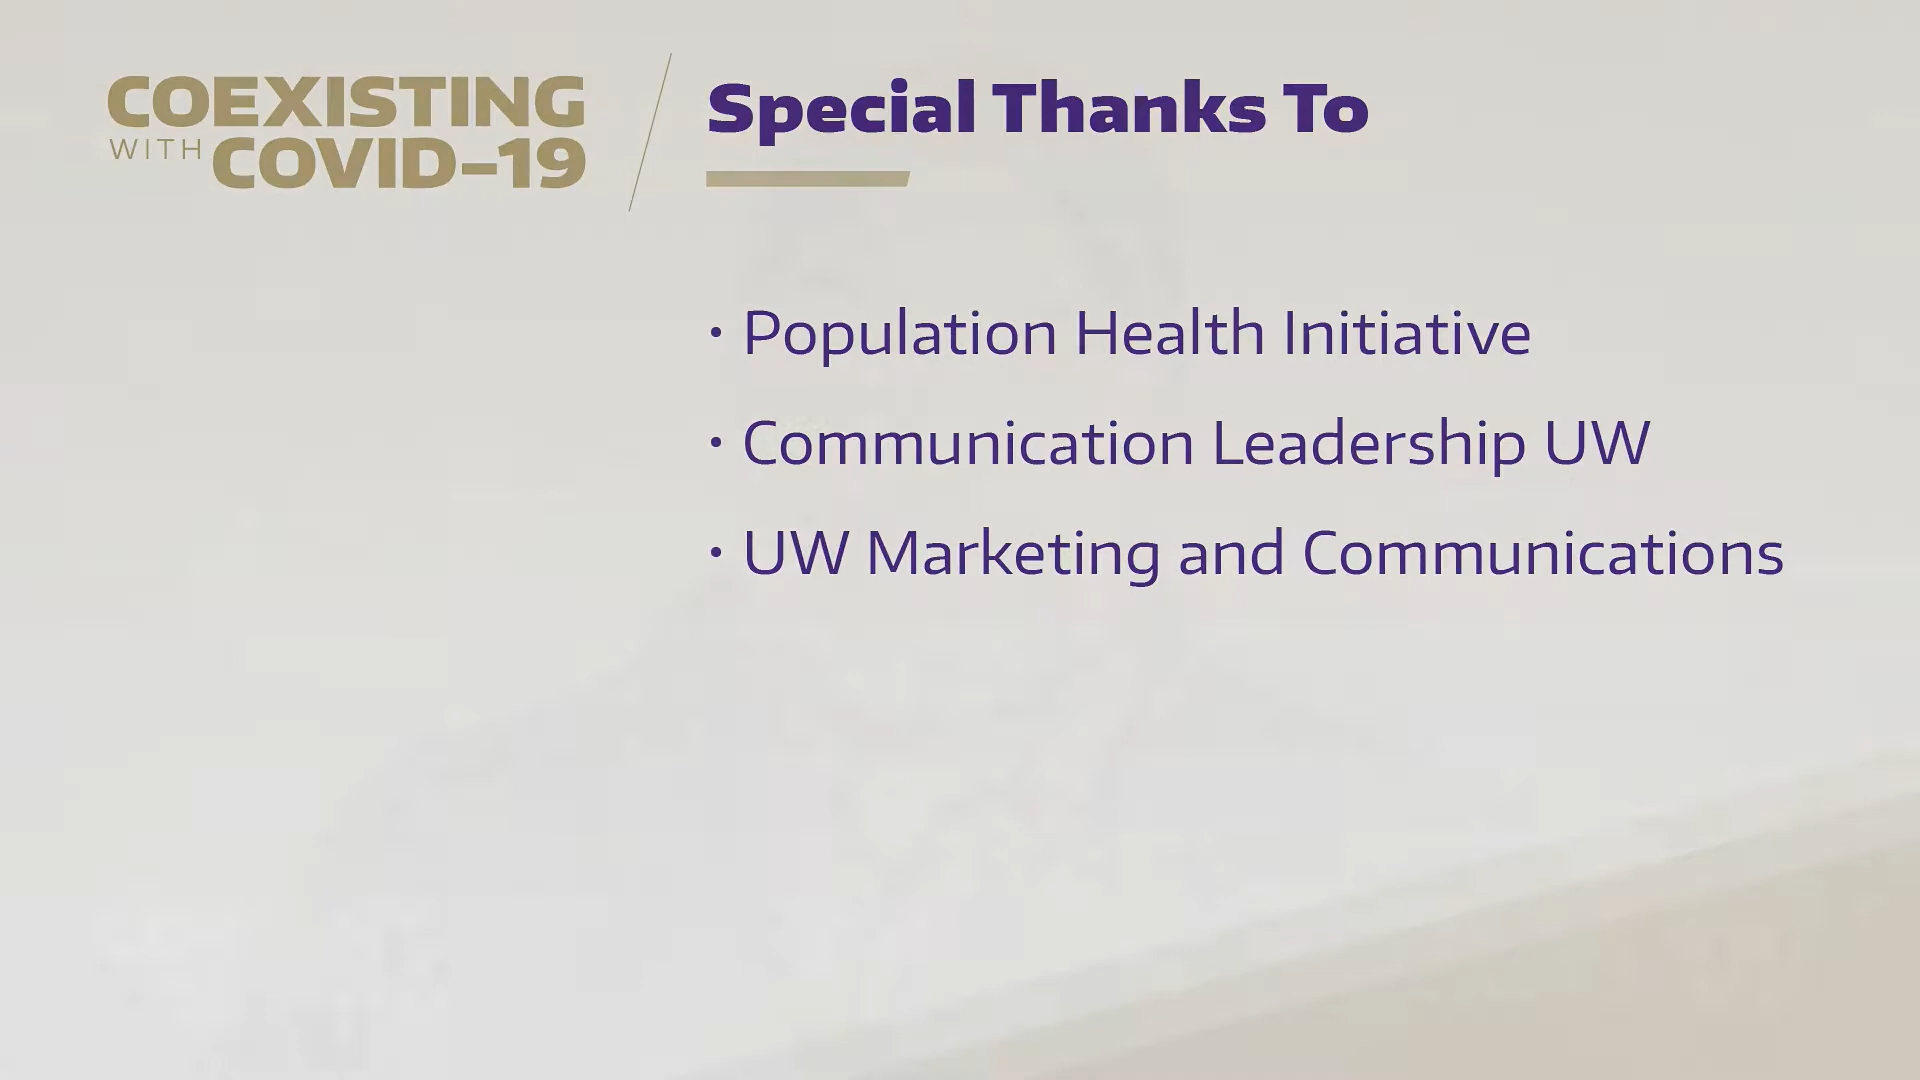 COEXISTING
WITH COVID-19
Special Thanks To
• Population Health Initiative
• Communication Leadership UW
• UW Marketing and Communications